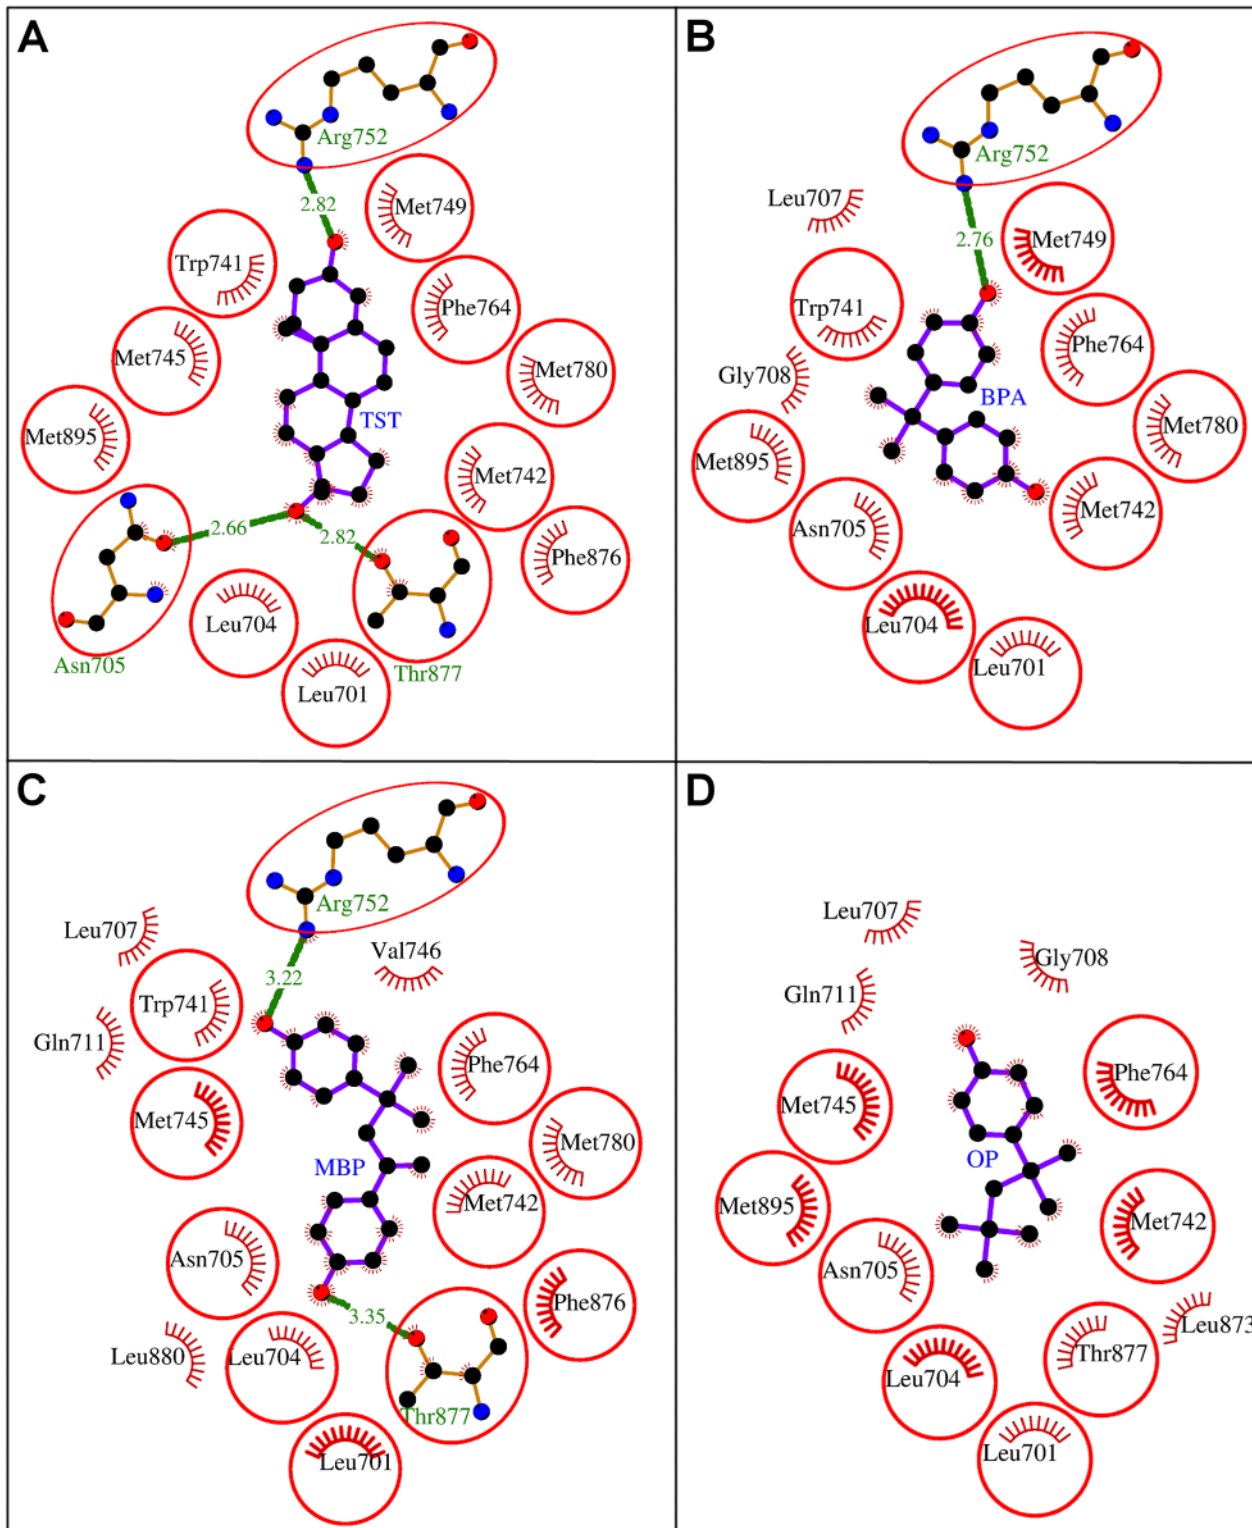 A
Arg752
2.82
Met749
Trp741
Phe764
Met745
Met780
TST
Met895
Met742
2.66
2.82
Phe876
Leu704
Asn705
Thr877
Leu701
B
Arg752
Leu707
2.76
Met749
Trp741
Phe764
Gly708
BPA
Met780
Met895
Met742
Asn705
Leu704
Leu701
C
Arg752
Leu707
Val746
3.22
Trp741
Gln711
Phe764
Met745
Met780
MBP
Met742
Asn705
Phe876
3.35
Leu880
Leu704
Thr877
Leu701
D
Leu707
Gly708
Gln711
Phe764
Met745
OP
Met895
Met742
Asn705
Leu873
Thr877
Leu704
Leu701